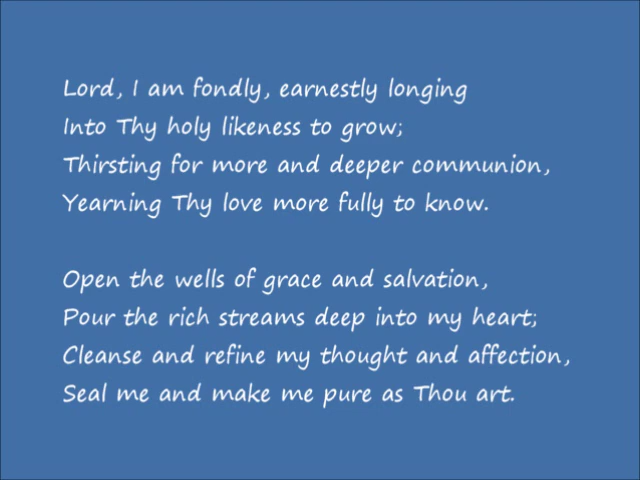 Lord, I am fondly, earnestly longing
Into Thy holy likeness to grow;
Thirsting for more and deeper communion,
Yearning Thy love more fully to know.
Open the wells of grace and salvation,
Pour the rich streams deep into my heart;
Cleanse and refine my thought and affection,
Seal me and make me pure as Thou art.